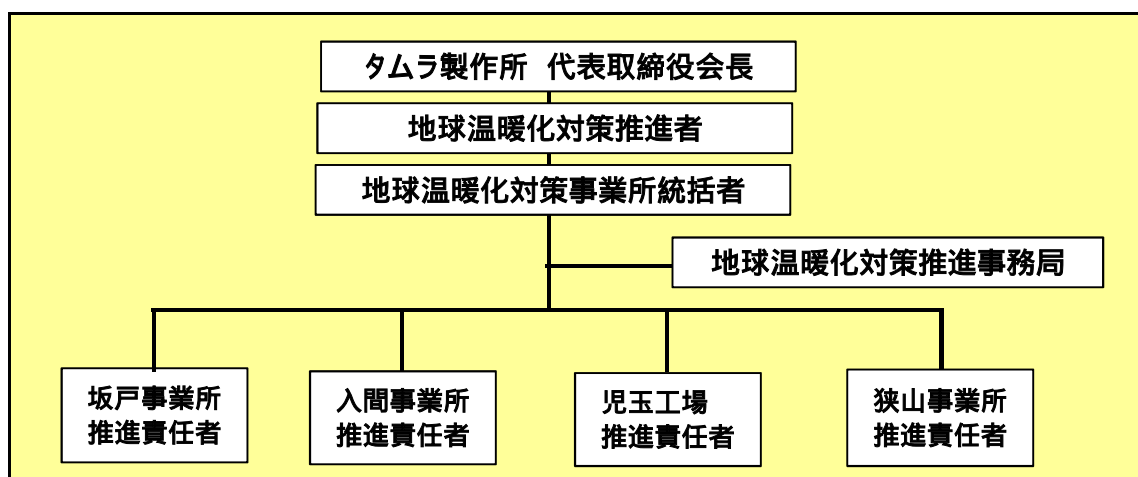 タムラ製作所 代表取締役会長
地球温暖化対策推進者
地球温暖化対策事業所統括者
地球温暖化対策推進事務局
坂戸事業所
推進責任者
入間事業所
推進責任者
児玉工場
推進責任者
狭山事業所
推進責任者